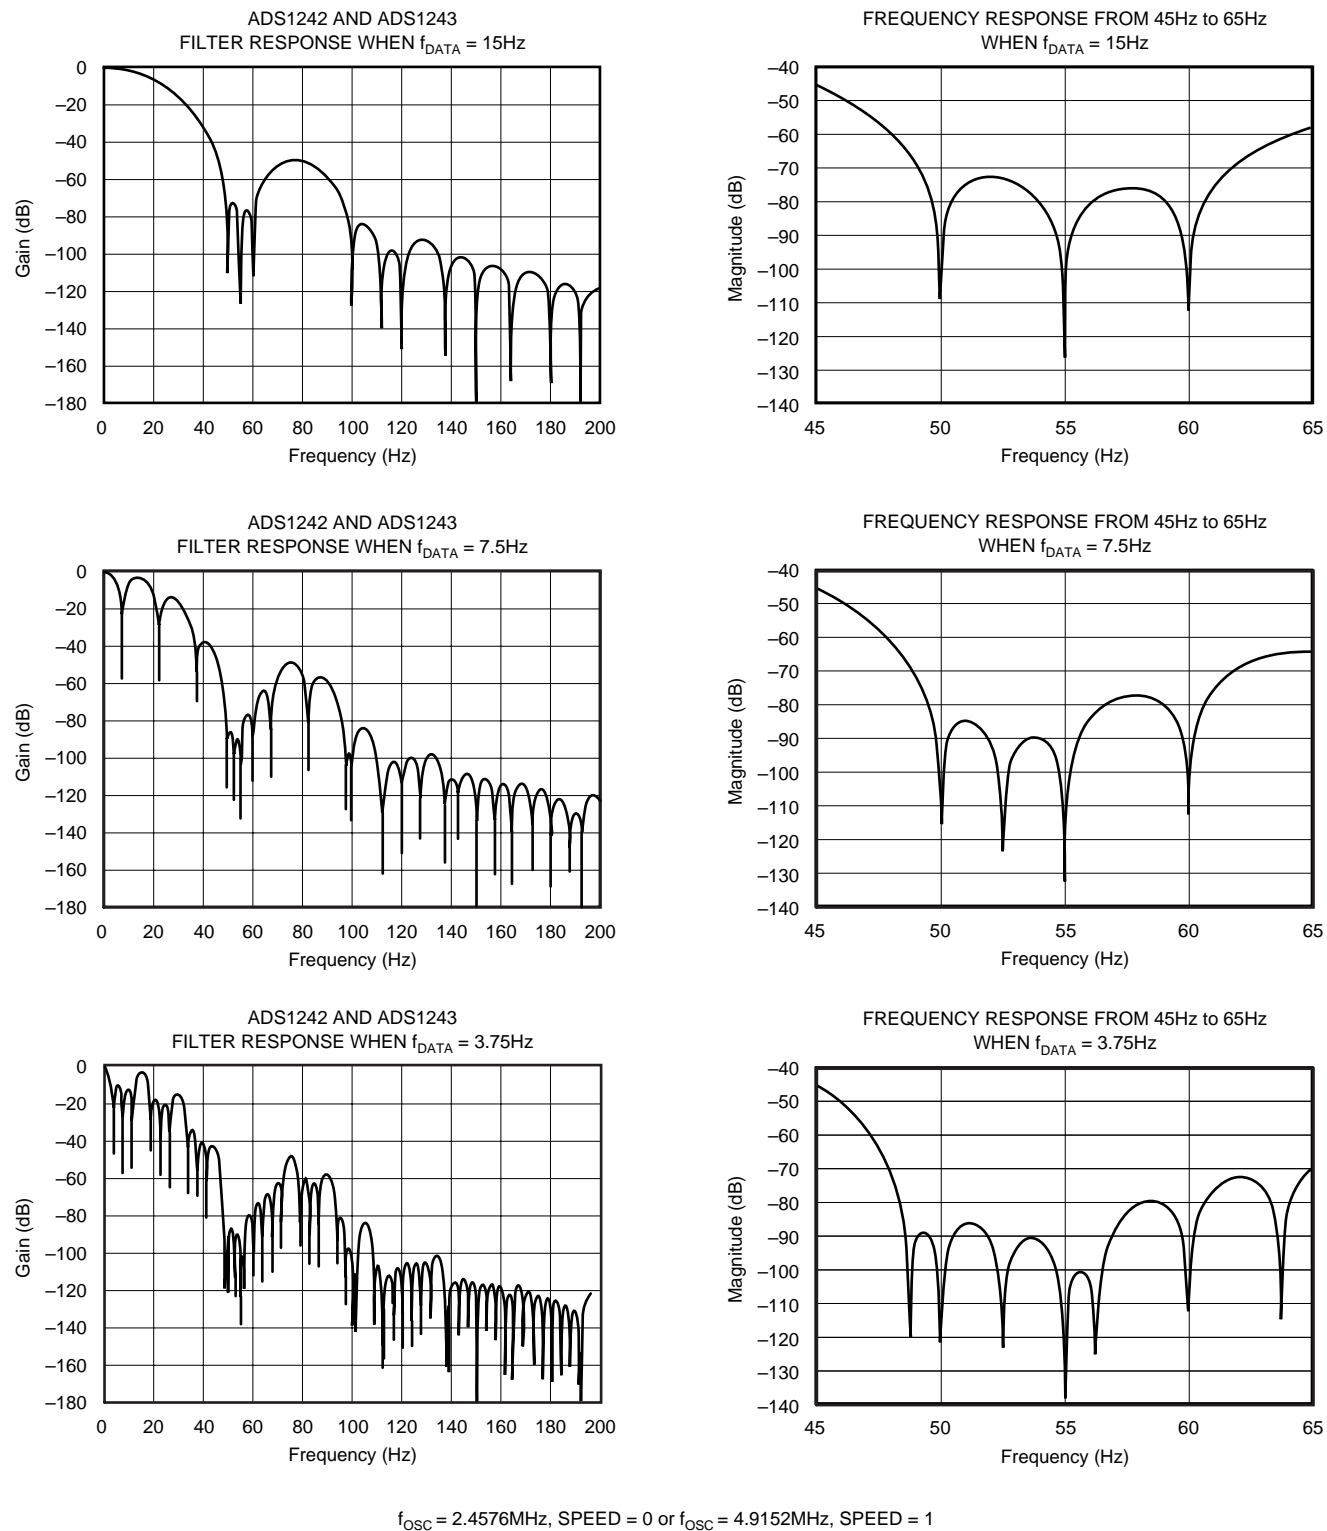 ADS1242 AND ADS1243
FILTER RESPONSE WHEN fDATA = 15Hz
0
–20
–40
–60
–80
–100
–120
–140
–160
–180
Gain (dB)
0 20 40 60 80 100 120 140 160 180 200
Frequency (Hz)
FREQUENCY RESPONSE FROM 45Hz to 65Hz
WHEN fDATA = 15Hz
–40
–50
–60
–70
–80
–90
–100
–110
–120
–130
–140
Magnitude (dB)
45 50 55 60 65
Frequency (Hz)
ADS1242 AND ADS1243
FILTER RESPONSE WHEN fDATA = 7.5Hz
0
–20
–40
–60
–80
–100
–120
–140
–160
–180
Gain (dB)
0 20 40 60 80 100 120 140 160 180 200
Frequency (Hz)
FREQUENCY RESPONSE FROM 45Hz to 65Hz
WHEN fDATA = 7.5Hz
–40
–50
–60
–70
–80
–90
–100
–110
–120
–130
–140
Magnitude (dB)
45 50 55 60 65
Frequency (Hz)
ADS1242 AND ADS1243
FILTER RESPONSE WHEN fDATA = 3.75Hz
0
–20
–40
–60
–80
–100
–120
–140
–160
–180
Gain (dB)
0 20 40 60 80 100 120 140 160 180 200
Frequency (Hz)
FREQUENCY RESPONSE FROM 45Hz to 65Hz
WHEN fDATA = 3.75Hz
–40
–50
–60
–70
–80
–90
–100
–110
–120
–130
–140
Magnitude (dB)
45 50 55 60 65
Frequency (Hz)
fOSC = 2.4576MHz, SPEED = 0 or fOSC = 4.9152MHz, SPEED = 1